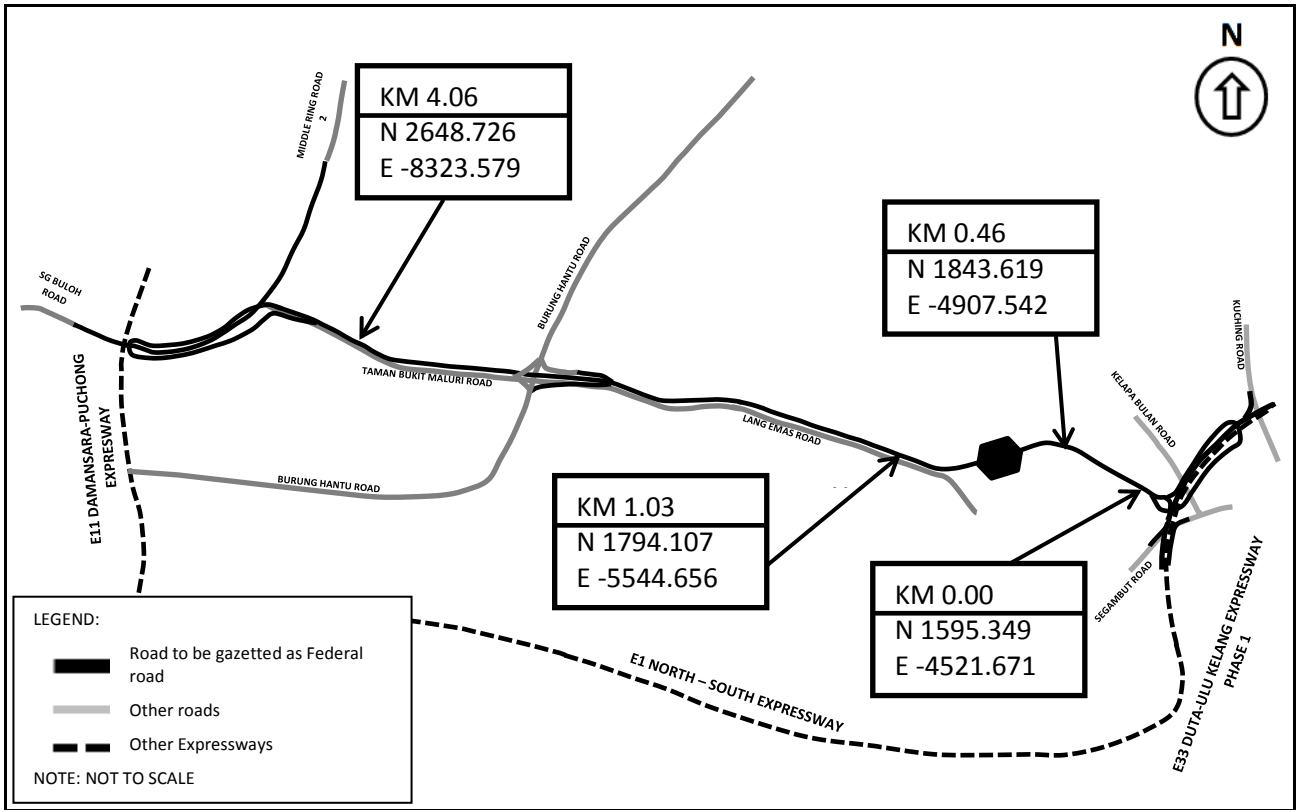 N
MIDDLE RING ROAD
2
KM 4.06
N 2648.726
E -8323.579
KM 0.46
N 1843.619
E -4907.542
BURUNG HANTU ROAD
SG BULOH
ROAD
KUCHING ROAD
KELAPA BULAN ROAD
TAMAN BUKIT MALURI ROAD
LANG EMAS ROAD
E11 DAMANSARA-PUCHONG
EXPRESSWAY
BURUNG HANTU ROAD
KM 1.03
N 1794.107
E -5544.656
KM 0.00
N 1595.349
E -4521.671
SEGAMBUT ROAD
E33 DUTA-ULU KELANG EXPRESSWAY
PHASE 1
E1 NORTH – SOUTH EXPRESSWAY
LEGEND:
Road to be gazetted as Federal
road
Other roads
Other Expressways
NOTE: NOT TO SCALE